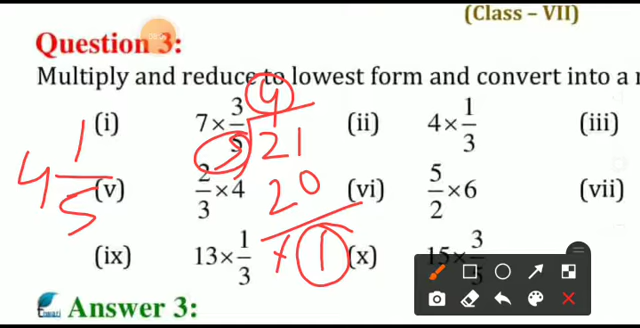 (Class – VII)
Question 3:
Multiply and reduce to lowest form and convert into a
(i) 7 × 3/5 (ii) 4 × 1/3 (iii)
(v) 2/3 × 4 (vi) 5/2 × 6 (vii)
(ix) 13 × 1/3 (x) 15 × 3/5
Answer 3:
4
5 21
20
1
4 1/5